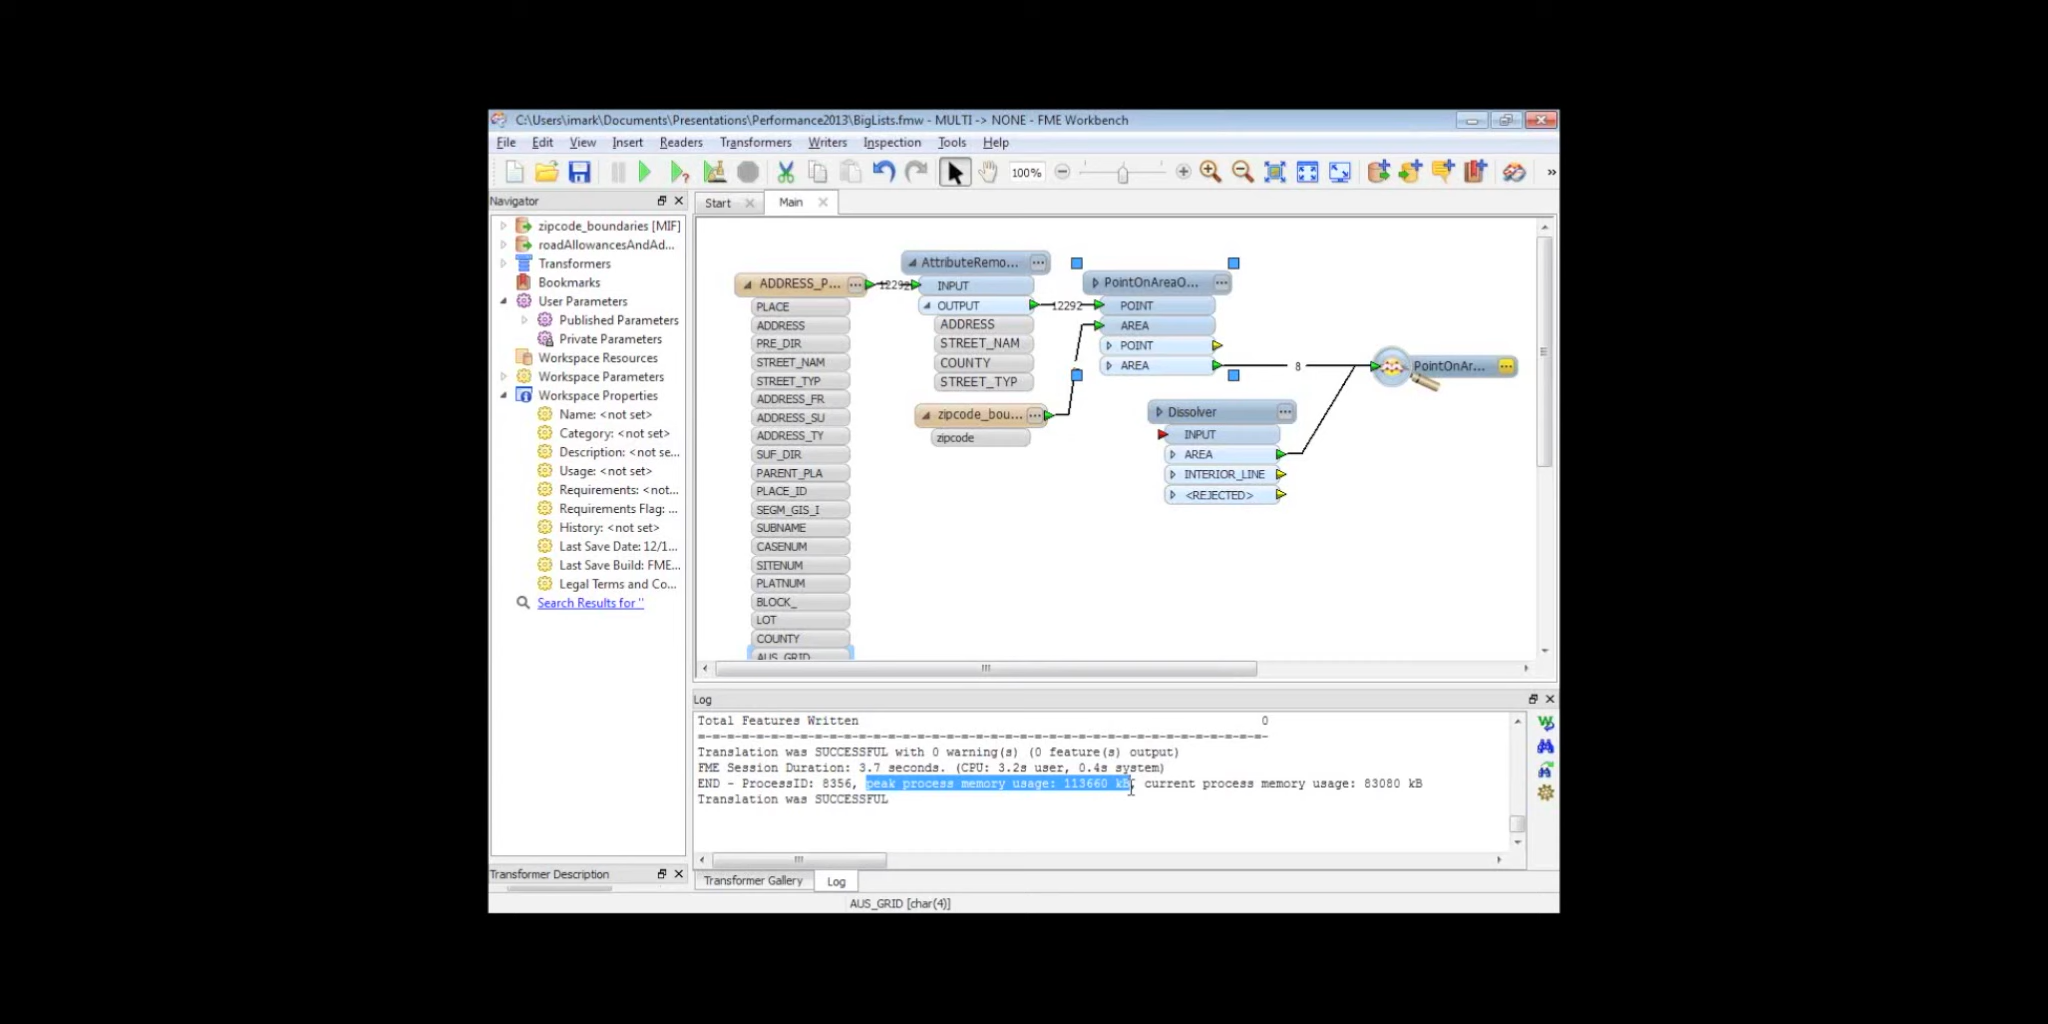 C:\Users\imark\Documents\Presentations\Performance2013\BigLists.fmw - MULTI -> NONE - FME Workbench
File Edit View Insert Readers Transformers Writers Inspection Tools Help
100%
»
Navigator
zipcode_boundaries [MIF]
roadAllowancesAndAd...
Transformers
Bookmarks
User Parameters
Published Parameters
Private Parameters
Workspace Resources
Workspace Parameters
Workspace Properties
Name: <not set>
Category: <not set>
Description: <not se...
Usage: <not set>
Requirements: <not...
Requirements Flag: ...
History: <not set>
Last Save Date: 12/1...
Last Save Build: FME...
Legal Terms and Co...
Search Results for ''
Transformer Description
Start
Main
ADDRESS_P...
PLACE
ADDRESS
PRE_DIR
STREET_NAM
STREET_TYP
ADDRESS_FR
ADDRESS_SU
ADDRESS_TY
SUF_DIR
PARENT_PLA
PLACE_ID
SEGM_GIS_I
SUBNAME
CASENUM
SITENUM
PLATNUM
BLOCK_
LOT
COUNTY
AUS_GRID
12292
AttributeRemo...
INPUT
OUTPUT
ADDRESS
STREET_NAM
COUNTY
STREET_TYP
zipcode_bou...
zipcode
12292
PointOnAreaO...
POINT
AREA
POINT
AREA
8
PointOnAr...
Dissolver
INPUT
AREA
INTERIOR_LINE
<REJECTED>
Log
Total Features Written 0
=-=-=-=-=-=-=-=-=-=-=-=-=-=-=-=-=-=-=-=-=-=-=-=-=-=-=-=-=-=-=-=-=-=-=-=-=-=-=-
Translation was SUCCESSFUL with 0 warning(s) (0 feature(s) output)
FME Session Duration: 3.7 seconds. (CPU: 3.2s user, 0.4s system)
END - ProcessID: 8356, peak process memory usage: 113660 kB, current process memory usage: 83080 kB
Translation was SUCCESSFUL
Transformer Gallery
Log
AUS_GRID [char(4)]